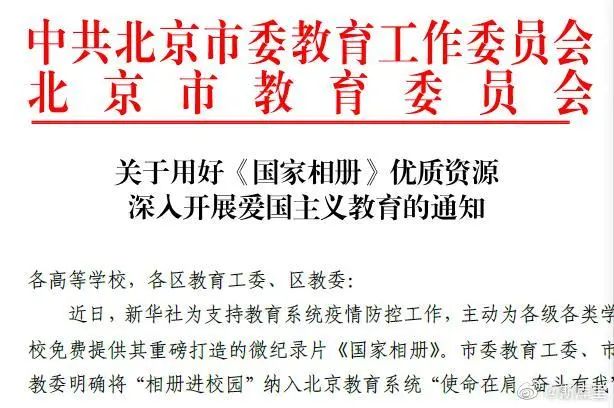 中共北京市委教育工作委员会
北京市教育委员会
关于用好《国家相册》优质资源
深入开展爱国主义教育的通知
各高等学校，各区教育工委、区教委：
近日，新华社为支持教育系统疫情防控工作，主动为各级各类学
校免费提供其重磅打造的微纪录片《国家相册》。市委教育工委、市
教委明确将“相册进校园”纳入北京教育系统“使命在肩 奋斗有我”